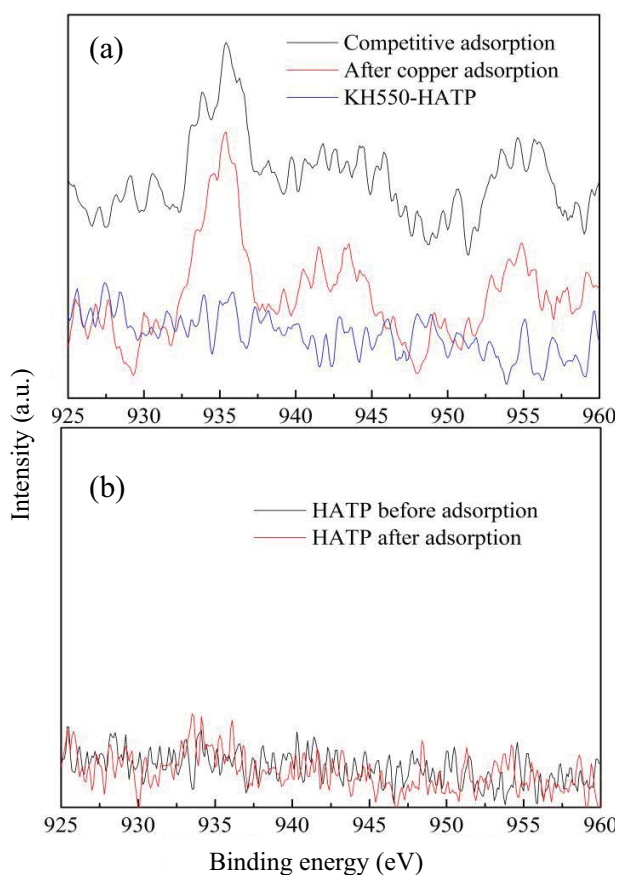 (a)
Competitive adsorption
After copper adsorption
KH550-HATP
925 930 935 940 945 950 955 960
Intensity (a.u.)
(b)
HATP before adsorption
HATP after adsorption
925 930 935 940 945 950 955 960
Binding energy (eV)